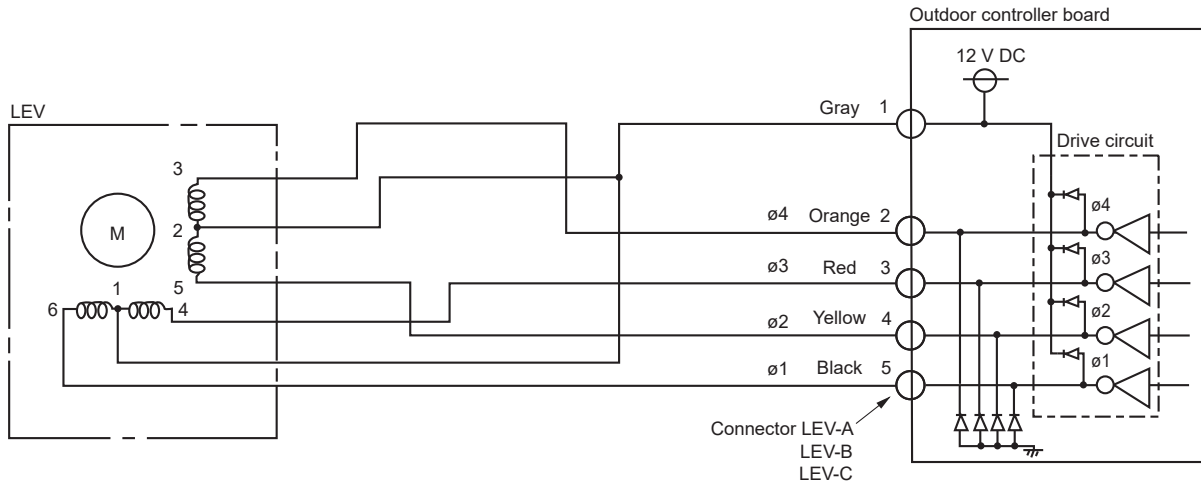 Outdoor controller board
12 V DC
LEV
Gray 1
Drive circuit
3
M
2
ø4 Orange 2
ø4
ø3 Red 3
ø3
1
5
6
4
ø2 Yellow 4
ø2
ø1 Black 5
ø1
Connector LEV-A
LEV-B
LEV-C